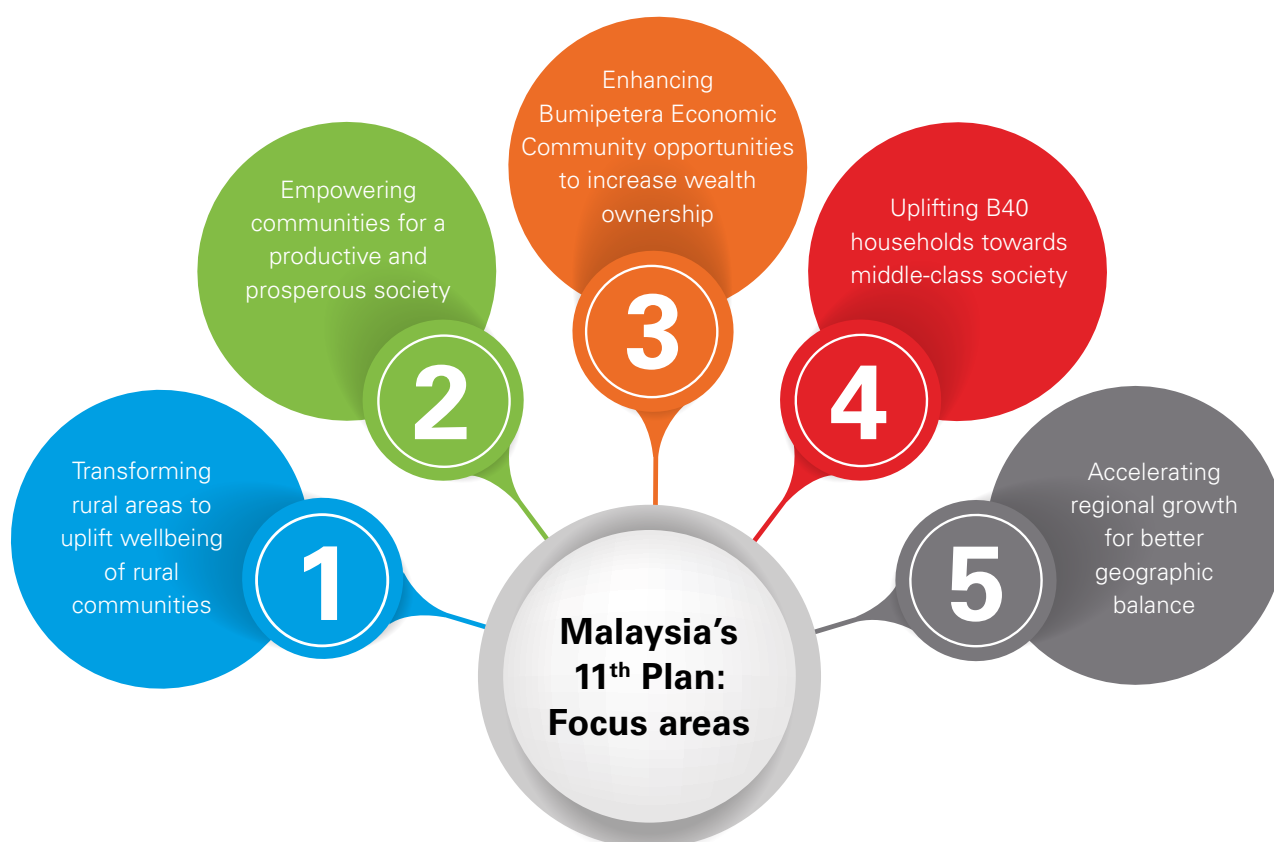 1
Transforming
rural areas to
uplift wellbeing
of rural
communities
2
Empowering
communities for a
productive and
prosperous society
3
Enhancing
Bumipetera Economic
Community opportunities
to increase wealth
ownership
4
Uplifting B40
households towards
middle-class society
5
Accelerating
regional growth
for better
geographic
balance
Malaysia’s
11th Plan:
Focus areas